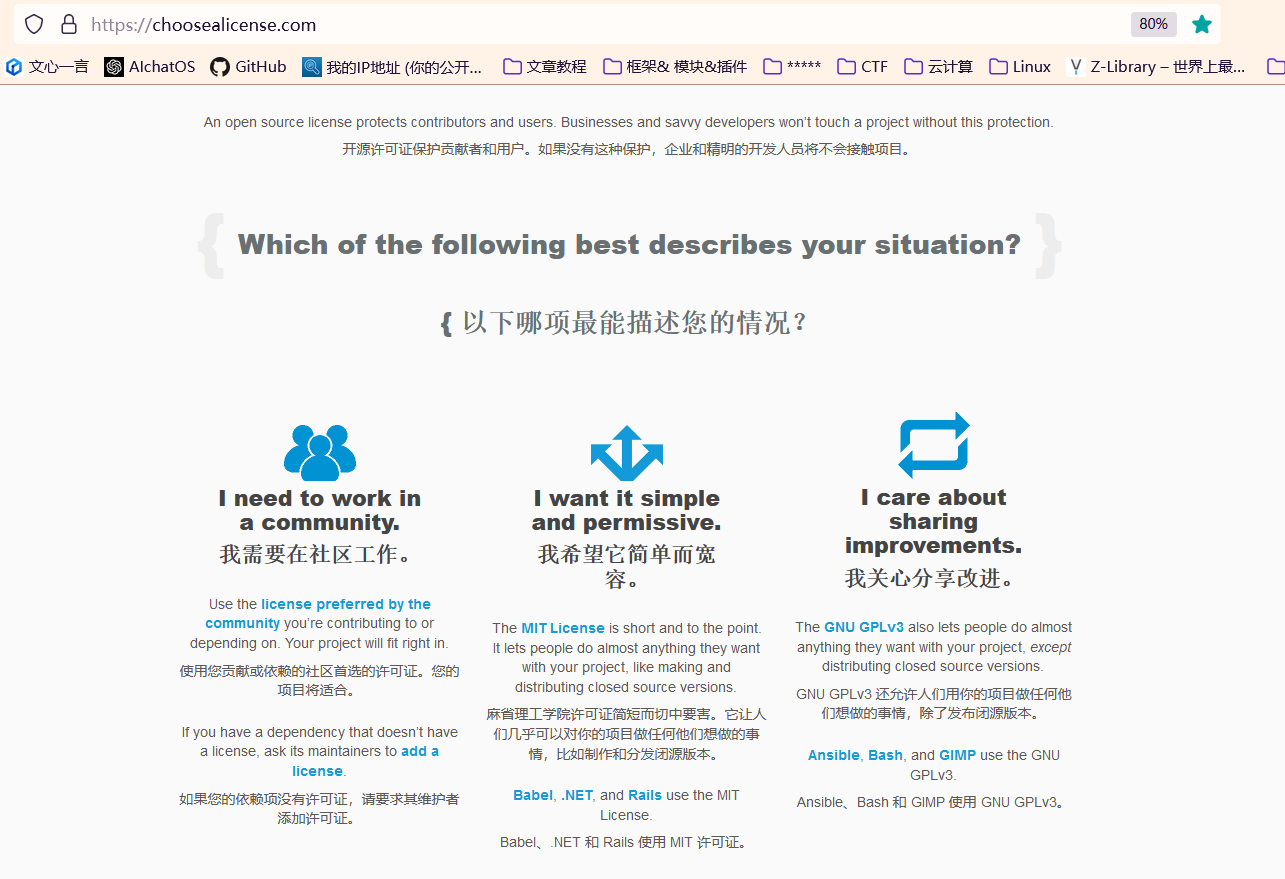 https://choosealicense.com
80%
文心一言 AIchatOS GitHub 我的IP地址 (你的公开... 文章教程 框架& 模块&插件 ***** CTF 云计算 Linux Z-Library – 世界上最...
An open source license protects contributors and users. Businesses and savvy developers won’t touch a project without this protection.
开源许可证保护贡献者和用户。如果没有这种保护，企业和精明的开发人员将不会接触项目。
{ Which of the following best describes your situation? }
{ 以下哪项最能描述您的情况？
I need to work in
a community.
我需要在社区工作。
Use the license preferred by the
community you’re contributing to or
depending on. Your project will fit right in.
使用您贡献或依赖的社区首选的许可证。您的
项目将适合。
If you have a dependency that doesn’t have
a license, ask its maintainers to add a
license.
如果您的依赖项没有许可证，请要求其维护者
添加许可证。
I want it simple
and permissive.
我希望它简单而宽
容。
The MIT License is short and to the point.
It lets people do almost anything they want
with your project, like making and
distributing closed source versions.
麻省理工学院许可证简短而切中要害。它让人
们几乎可以对你的项目做任何他们想做的事
情，比如制作和分发闭源版本。
Babel, .NET, and Rails use the MIT
License.
Babel、.NET 和 Rails 使用 MIT 许可证。
I care about
sharing
improvements.
我关心分享改进。
The GNU GPLv3 also lets people do almost
anything they want with your project, except
distributing closed source versions.
GNU GPLv3 还允许人们用你的项目做任何他
们想做的事情，除了发布闭源版本。
Ansible, Bash, and GIMP use the GNU
GPLv3.
Ansible、Bash 和 GIMP 使用 GNU GPLv3。